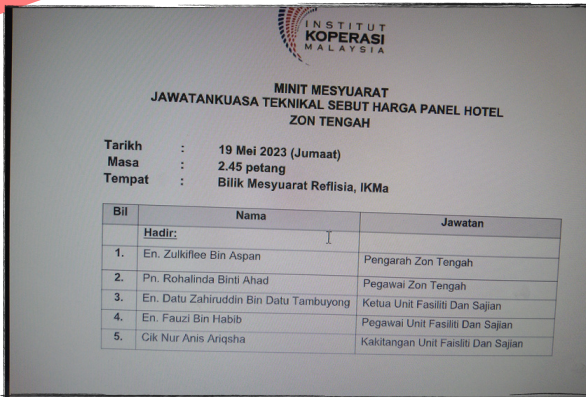 INSTITUT
KOPERASI
MALAYSIA
MINIT MESYUARAT
JAWATANKUASA TEKNIKAL SEBUT HARGA PANEL HOTEL
ZON TENGAH
Tarikh : 19 Mei 2023 (Jumaat)
Masa : 2.45 petang
Tempat : Bilik Mesyuarat Reflisia, IKMa
Bil Nama Jawatan
Hadir:
1. En. Zulkiflee Bin Aspan Pengarah Zon Tengah
2. Pn. Rohalinda Binti Ahad Pegawai Zon Tengah
3. En. Datu Zahiruddin Bin Datu Tambuyong Ketua Unit Fasiliti Dan Sajian
4. En. Fauzi Bin Habib Pegawai Unit Fasiliti Dan Sajian
5. Cik Nur Anis Ariqsha Kakitangan Unit Faisliti Dan Sajian